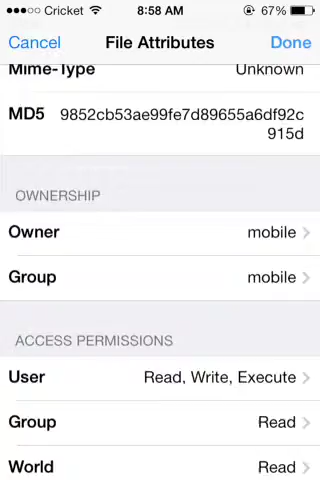 Cricket 8:58 AM 67%
Cancel File Attributes Done
Mime-Type Unknown
MD5 9852cb53ae99fe7d89655a6df92c
915d
OWNERSHIP
Owner mobile
Group mobile
ACCESS PERMISSIONS
User Read, Write, Execute
Group Read
World Read